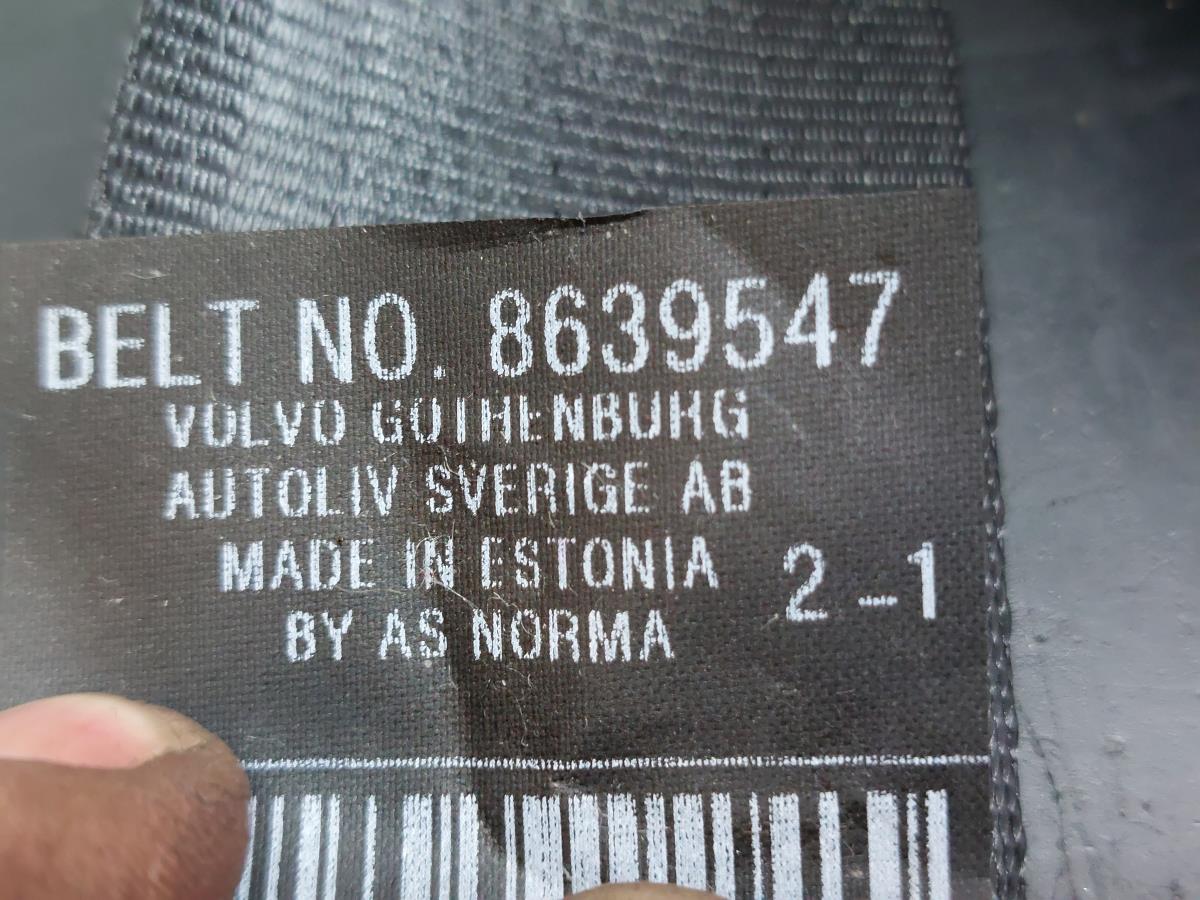 BELT NO. 8639547
VOLVO GOTHENBURG
AUTOLIV SVERIGE AB
MADE IN ESTONIA
BY AS NORMA
2-1